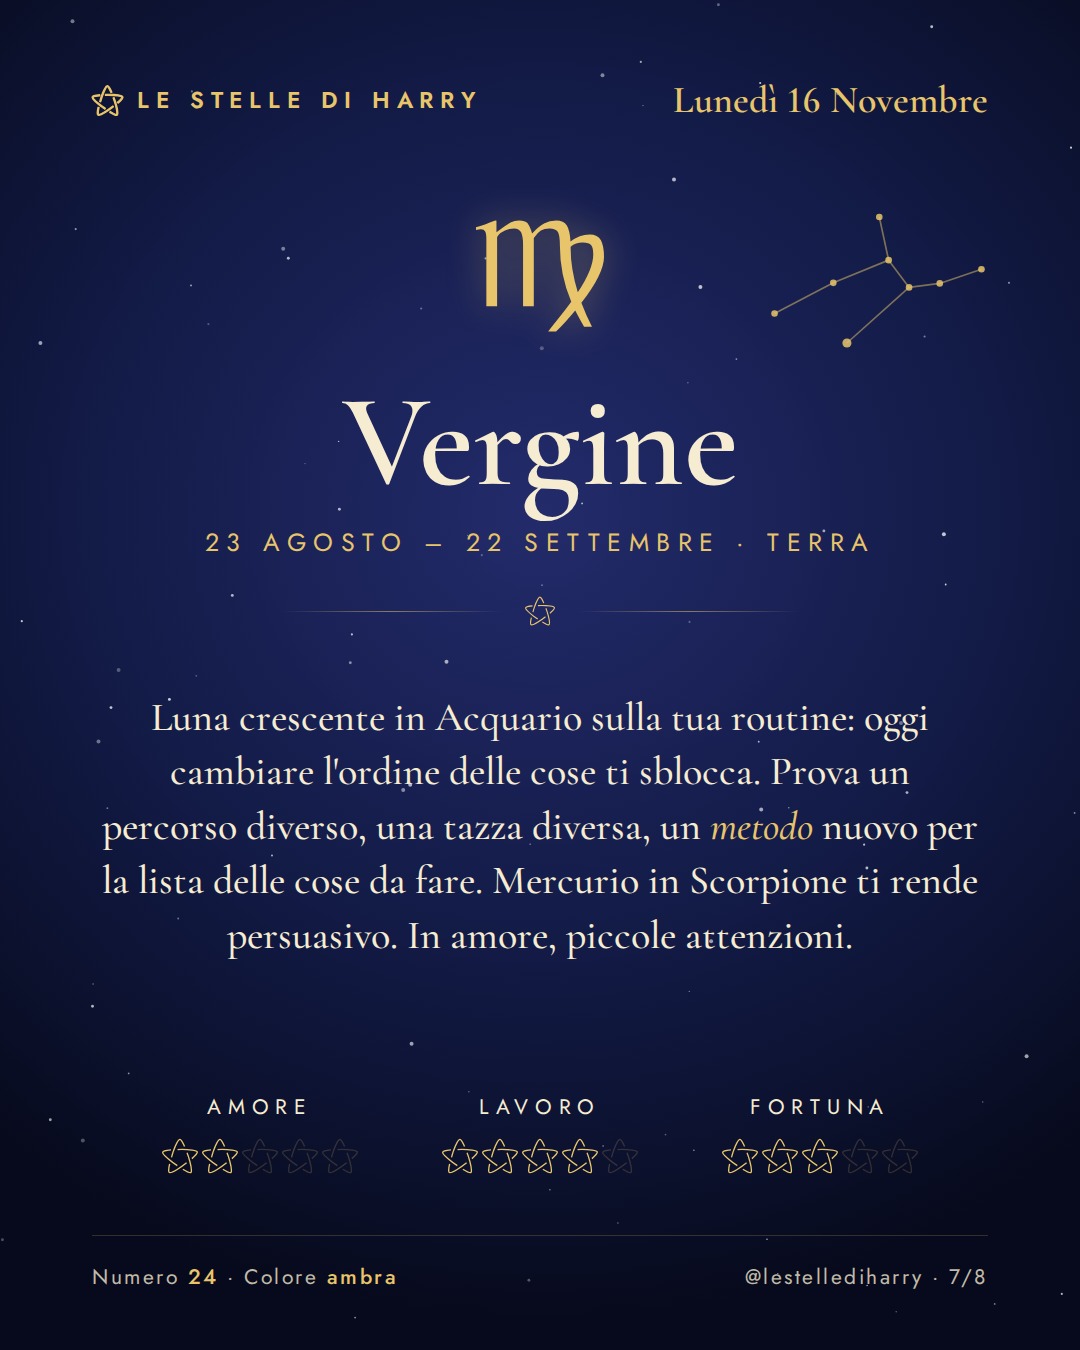 LE STELLE DI HARRY
Lunedì 16 Novembre
♍
Vergine
23 AGOSTO – 22 SETTEMBRE · TERRA
Luna crescente in Acquario sulla tua routine: oggi
cambiare l'ordine delle cose ti sblocca. Prova un
percorso diverso, una tazza diversa, un metodo nuovo per
la lista delle cose da fare. Mercurio in Scorpione ti rende
persuasivo. In amore, piccole attenzioni.
AMORE
LAVORO
FORTUNA
Numero 24 · Colore ambra
@lestellediharry · 7/8